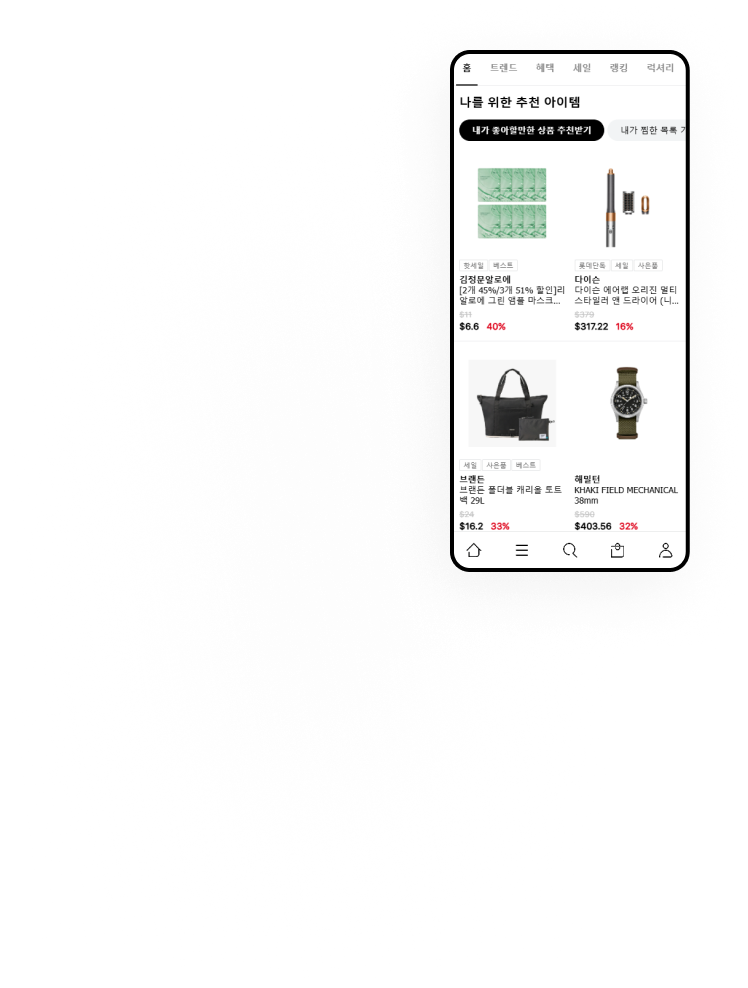 홈 트렌드 혜택 세일 랭킹 럭셔리
나를 위한 추천 아이템
내가 좋아할만한 상품 추천받기 내가 찜한 목록
핫세일 베스트
김정문알로에
[2개 45%/3개 51% 할인]리
알로에 그린 앰플 마스크...
$11
$6.6 40%
롯데단독 세일 사은품
다이슨
다이슨 에어랩 오리진 멀티
스타일러 앤 드라이어 (니...
$379
$317.22 16%
세일 사은품 베스트
브랜든
브랜든 폴더블 캐리올 토트
백 29L
$24
$16.2 33%
해밀턴
KHAKI FIELD MECHANICAL
38mm
$590
$403.56 32%